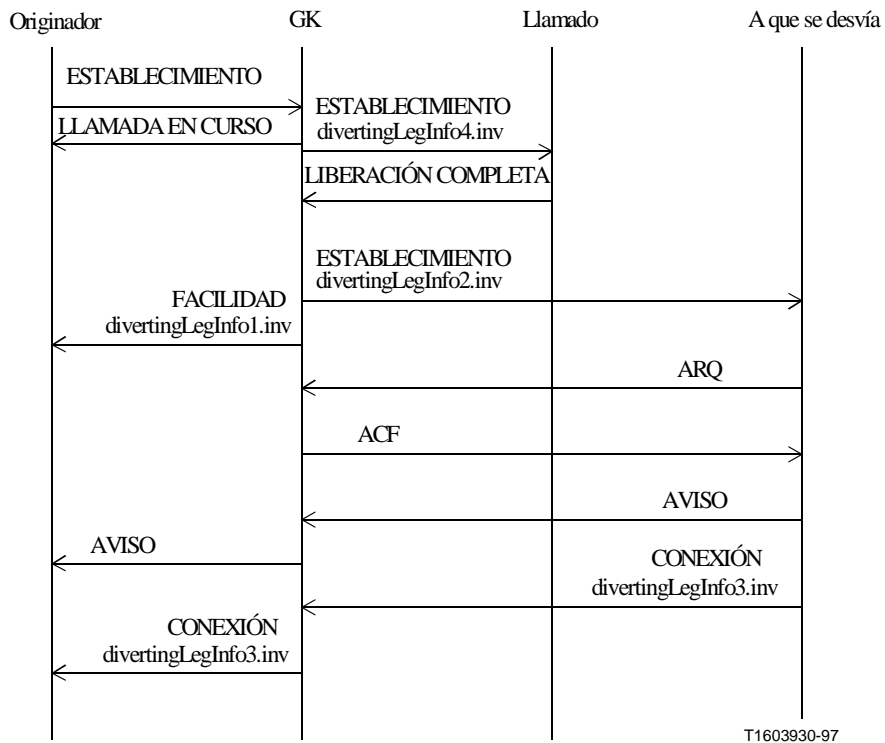 Originador GK Llamado A que se desvía
ESTABLECIMIENTO
ESTABLECIMIENTO
LLAMADA EN CURSO
divertingLegInfo4.inv
LIBERACIÓN COMPLETA
ESTABLECIMIENTO
divertingLegInfo2.inv
FACILIDAD
divertingLegInfo1.inv
ARQ
ACF
AVISO
AVISO
CONEXIÓN
divertingLegInfo3.inv
CONEXIÓN
divertingLegInfo3.inv
T1603930-97